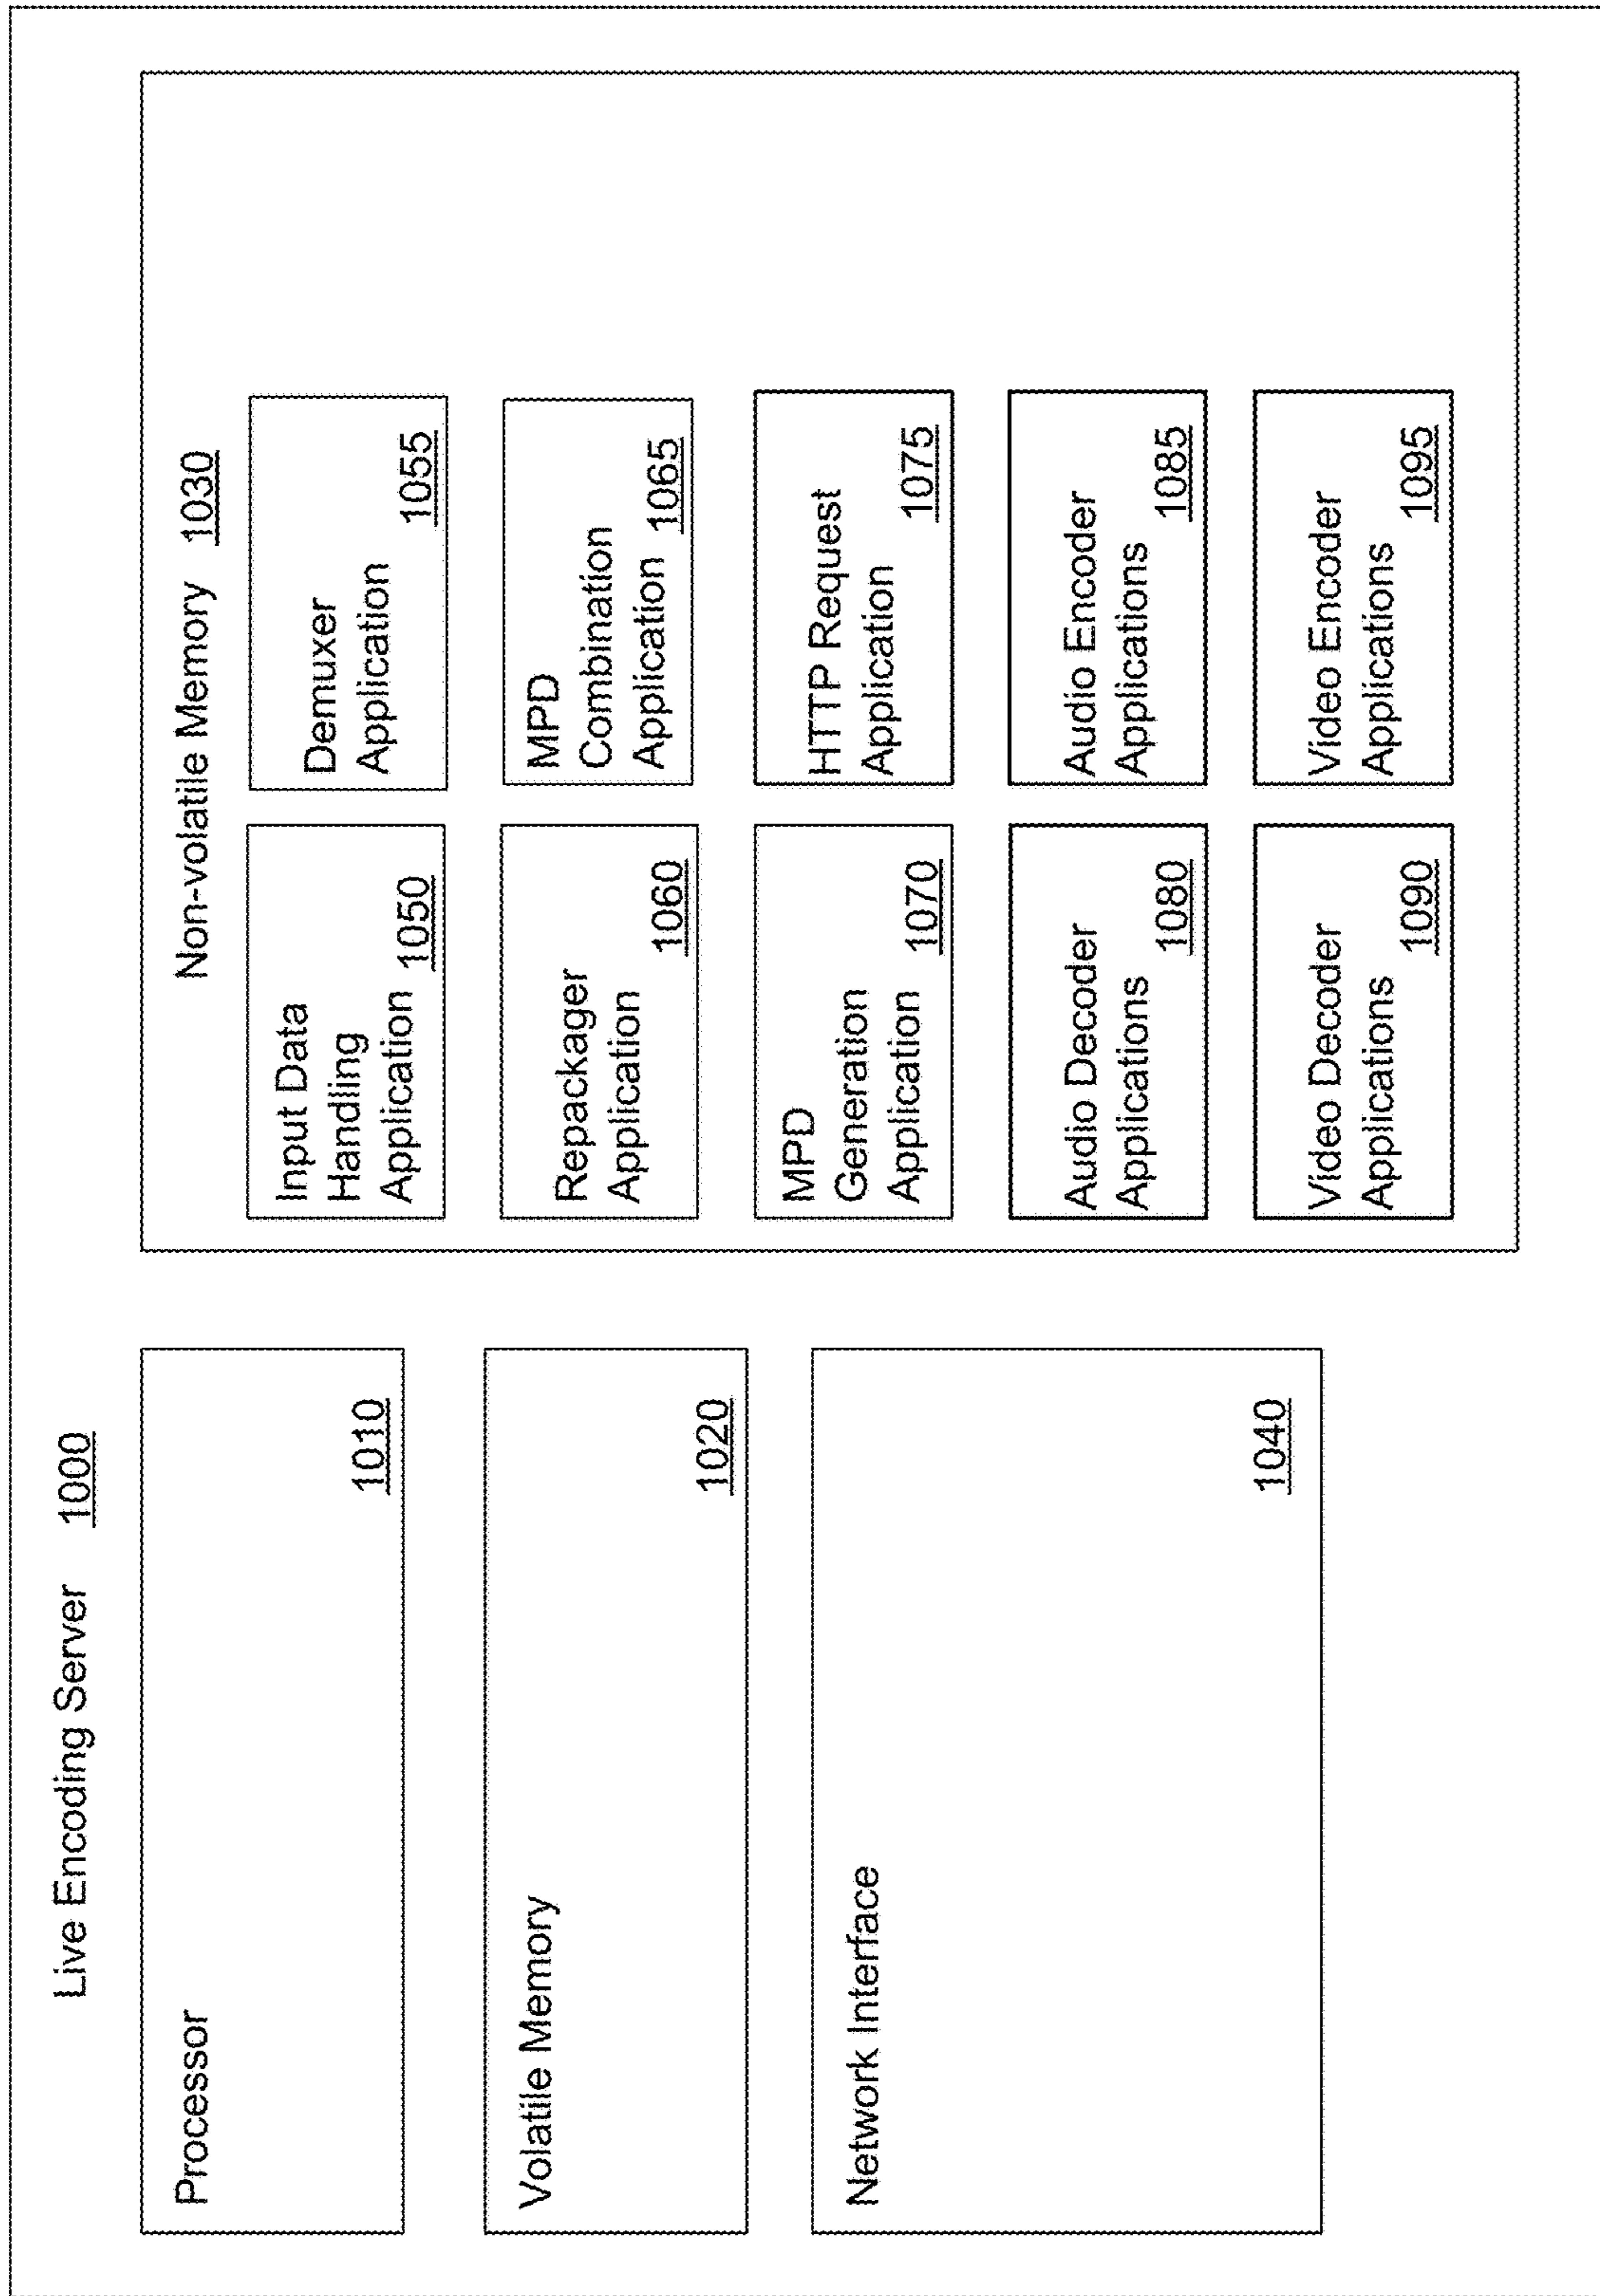 Live Encoding Server 1000
Processor
1010
Volatile Memory
1020
Network Interface
1040
Non-volatile Memory 1030
Input Data
Handling
Application 1050
Demuxer
Application
1055
Repackager
Application
1060
MPD
Combination
Application 1065
MPD
Generation
Application 1070
HTTP Request
Application
1075
Audio Decoder
Applications
1080
Audio Encoder
Applications
1085
Video Decoder
Applications
1090
Video Encoder
Applications
1095